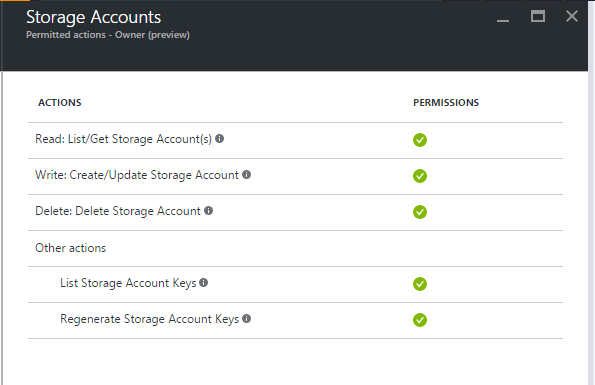 Storage Accounts
Permitted actions - Owner (preview)
ACTIONS PERMISSIONS
Read: List/Get Storage Account(s)
Write: Create/Update Storage Account
Delete: Delete Storage Account
Other actions
List Storage Account Keys
Regenerate Storage Account Keys